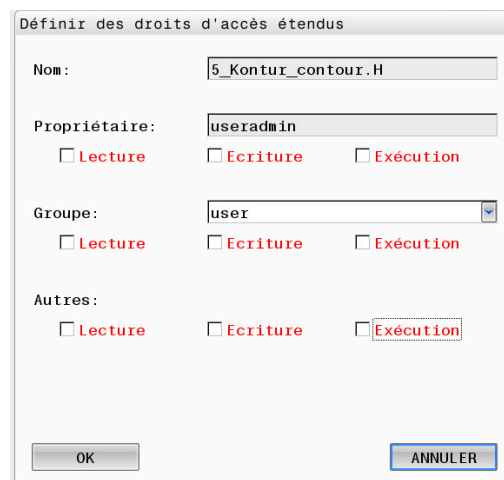 Définir des droits d'accès étendus
Nom: 5_Kontur_contour.H
Propriétaire: useradmin
Lecture Ecriture Exécution
Groupe: user
Lecture Ecriture Exécution
Autres:
Lecture Ecriture Exécution
OK ANNULER